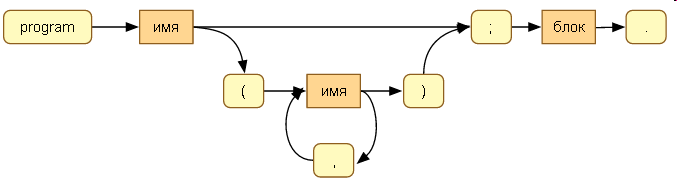 program имя ; блок .
( имя )
,